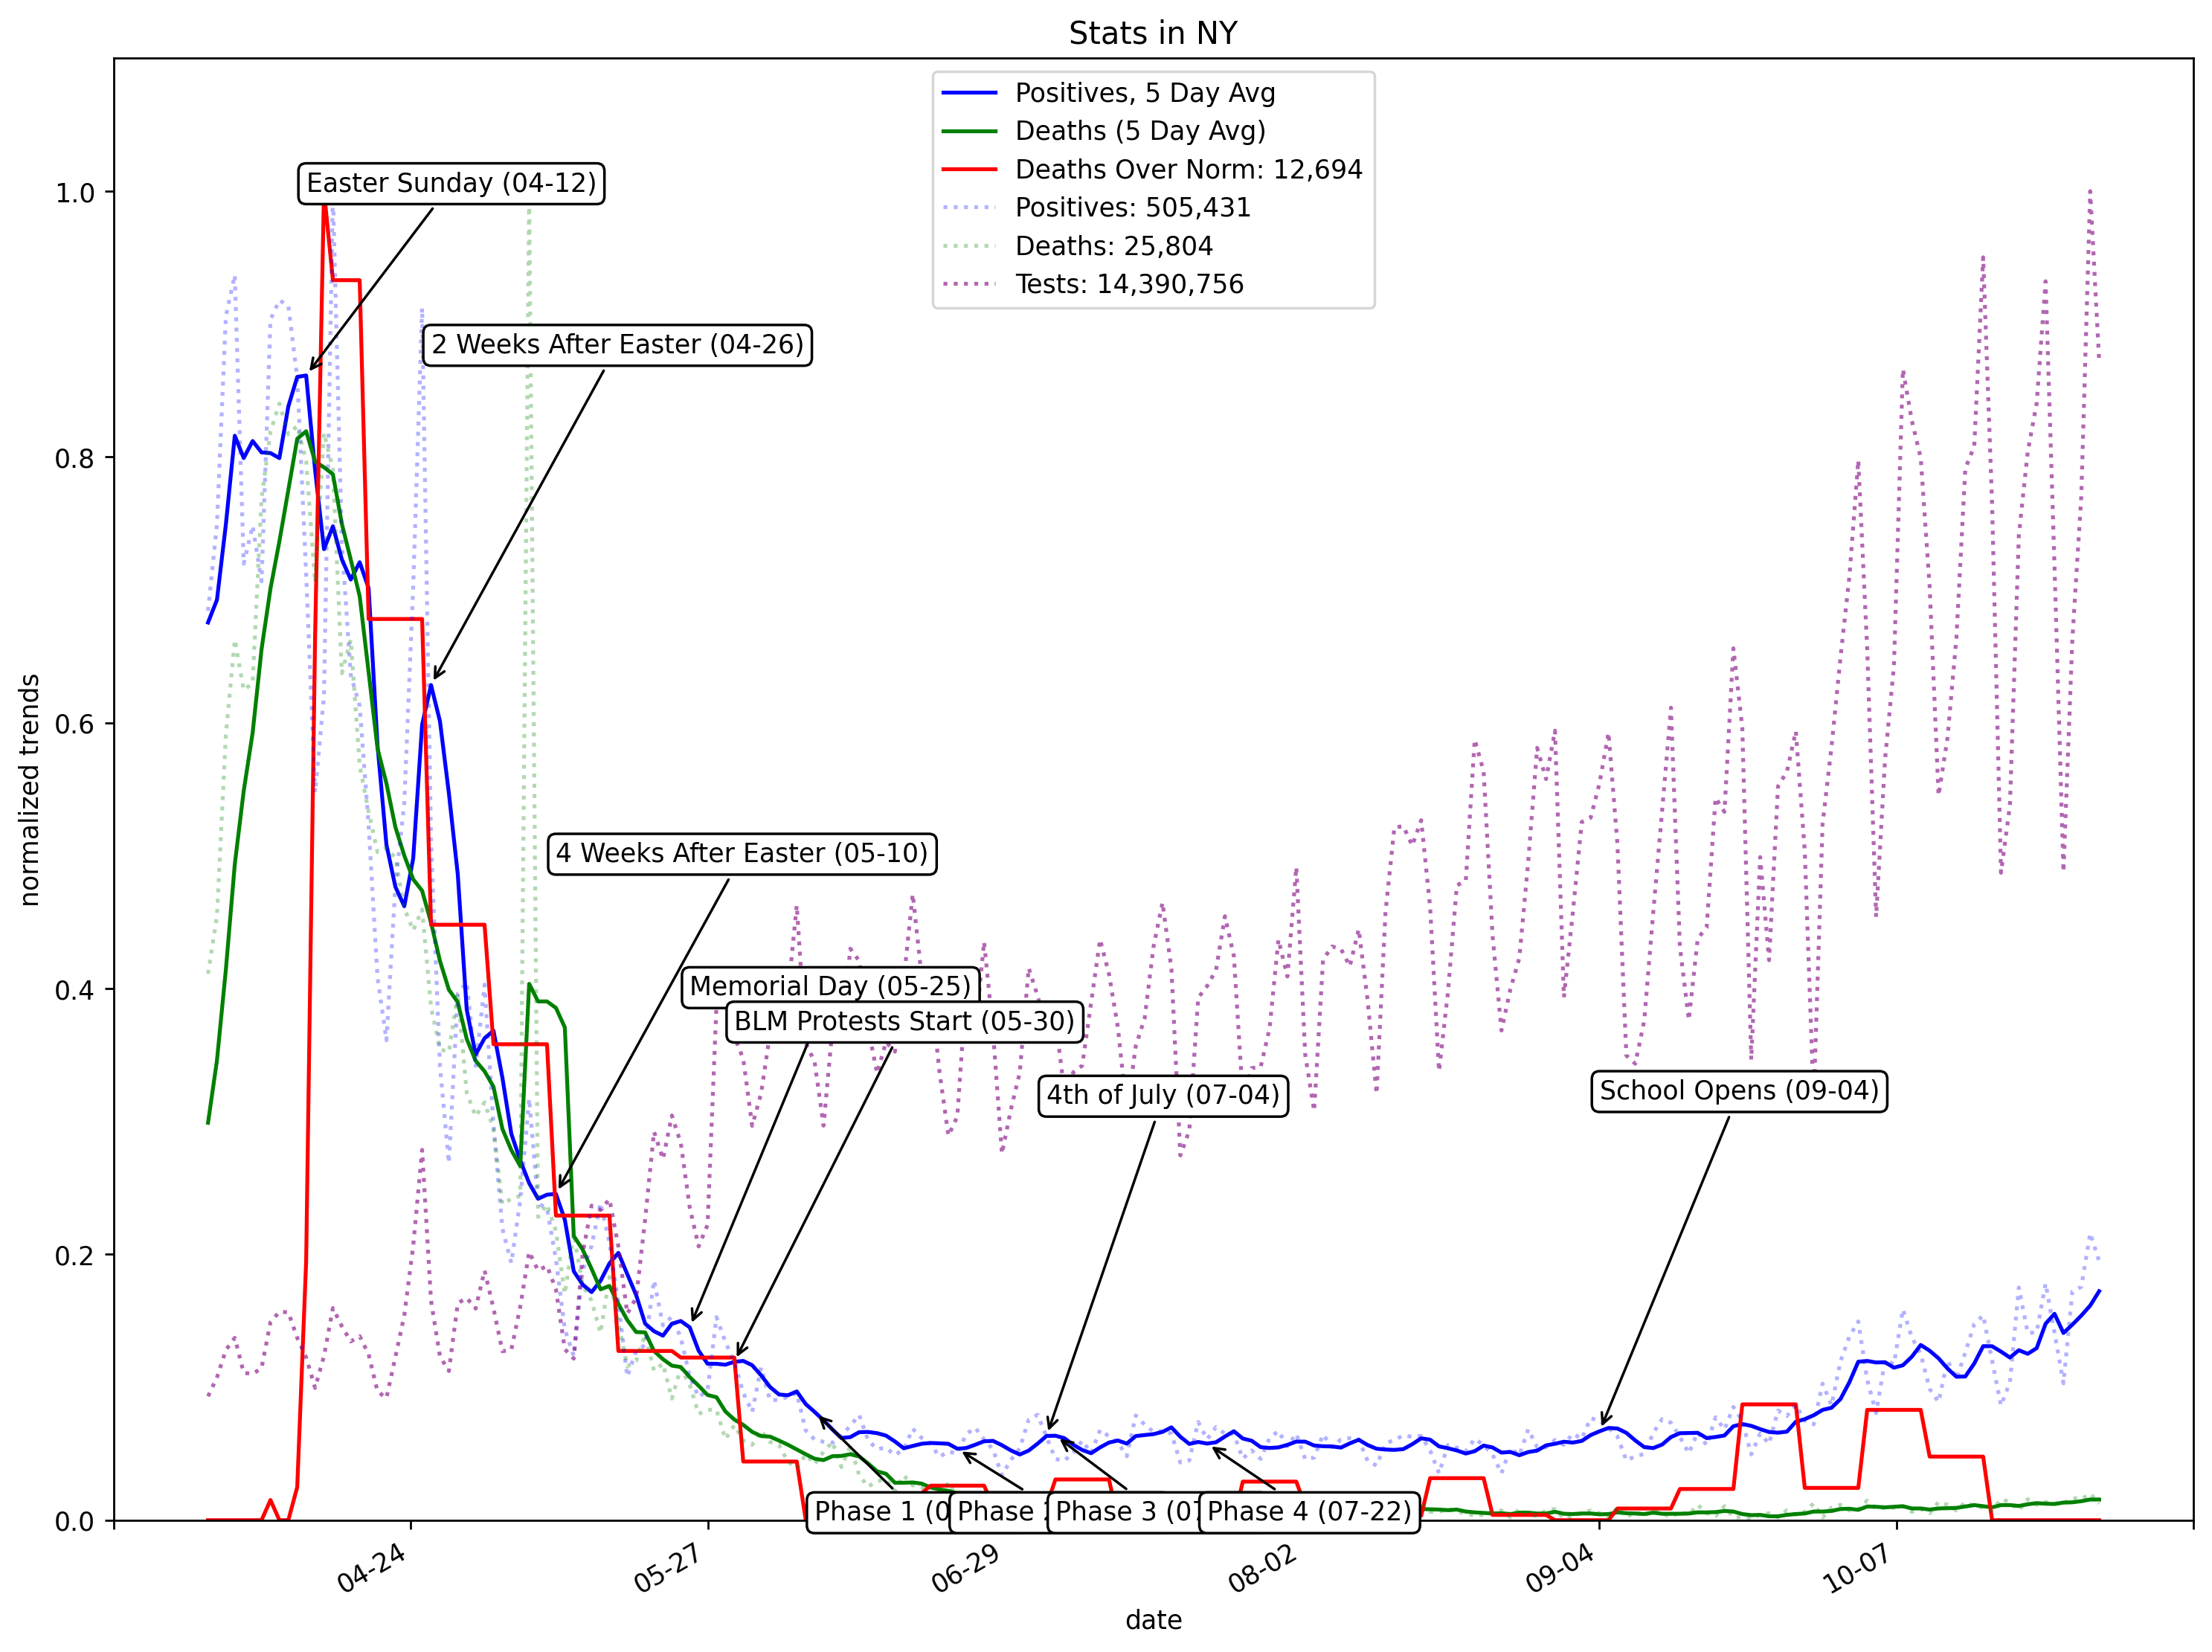 Stats in NY
Positives, 5 Day Avg
Deaths (5 Day Avg)
Deaths Over Norm: 12,694
Positives: 505,431
Deaths: 25,804
Tests: 14,390,756
Easter Sunday (04-12)
2 Weeks After Easter (04-26)
4 Weeks After Easter (05-10)
Memorial Day (05-25)
BLM Protests Start (05-30)
4th of July (07-04)
School Opens (09-04)
Phase 1 (0
Phase
Phase 3 (07
Phase 4 (07-22)
normalized trends
1.0
0.8
0.6
0.4
0.2
0.0
04-24
05-27
06-29
08-02
09-04
10-07
date